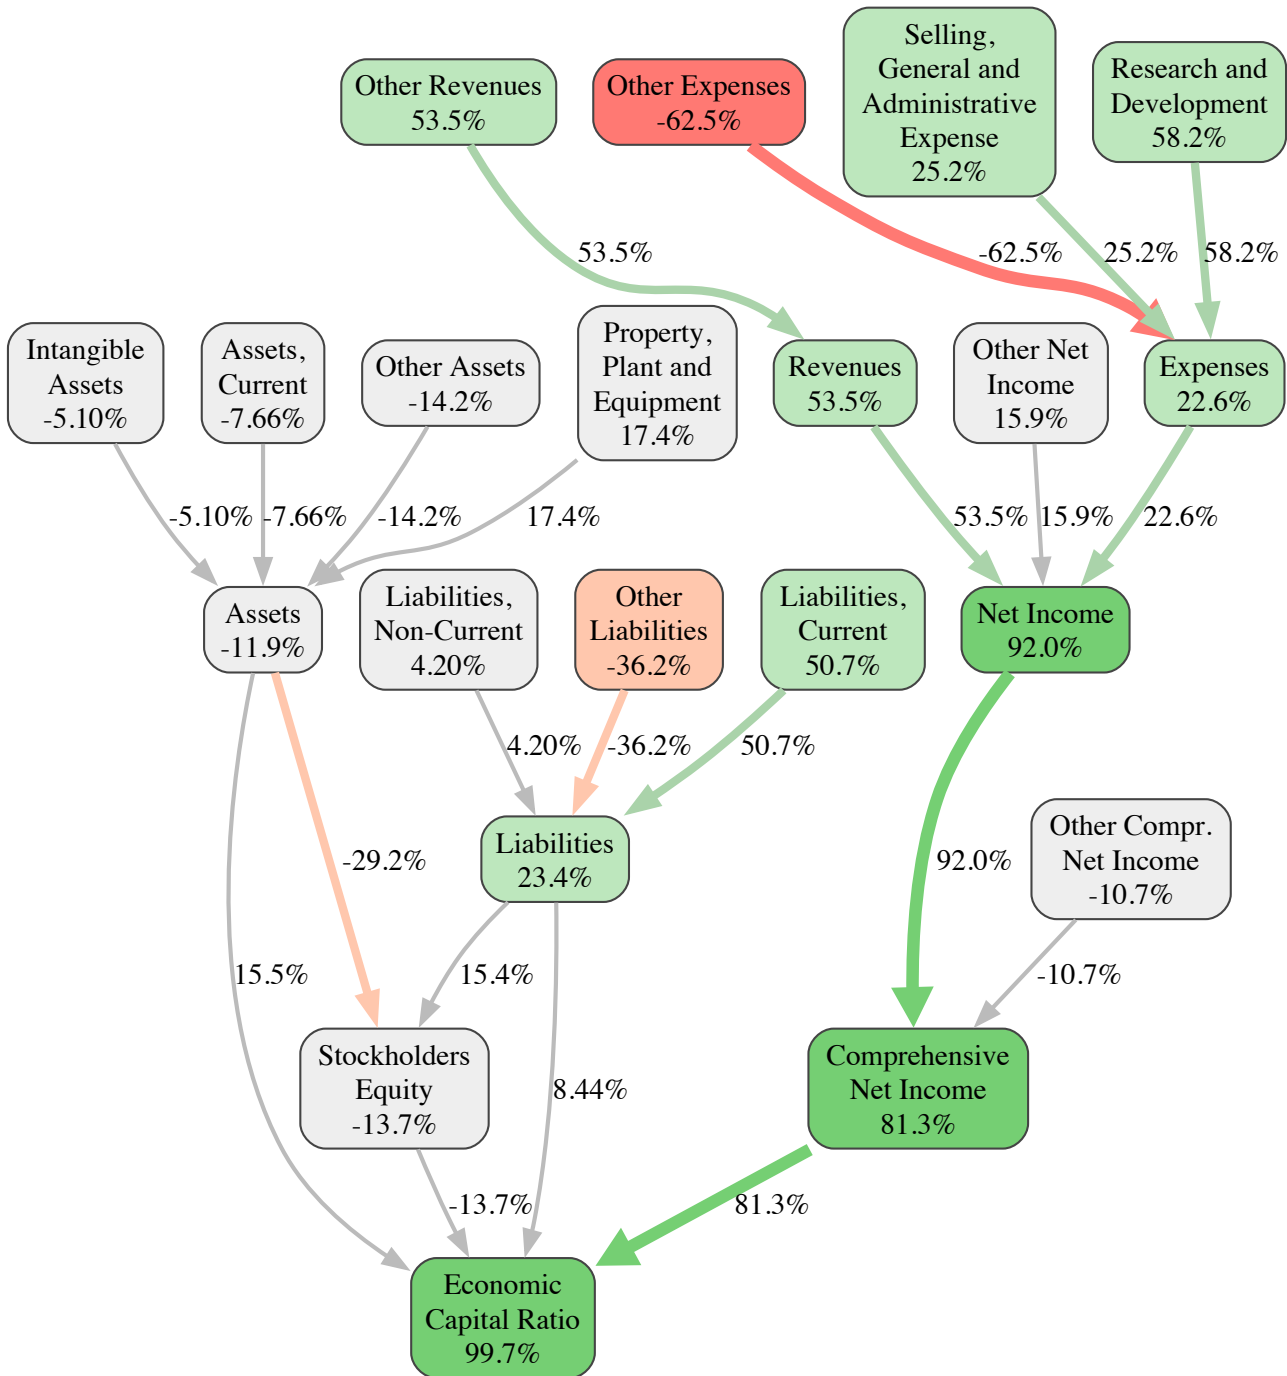 Selling,
General and
Administrative
Expense
25.2%
Other Revenues
53.5%
Other Expenses
-62.5%
Research and
Development
58.2%
53.5%
-62.5%
25.2%
58.2%
Intangible
Assets
-5.10%
Assets,
Current
-7.66%
Other Assets
-14.2%
Property,
Plant and
Equipment
17.4%
Revenues
53.5%
Other Net
Income
15.9%
Expenses
22.6%
-5.10%
-7.66%
-14.2%
17.4%
53.5%
15.9%
22.6%
Assets
-11.9%
Liabilities,
Non-Current
4.20%
Other
Liabilities
-36.2%
Liabilities,
Current
50.7%
Net Income
92.0%
4.20%
-36.2%
50.7%
Liabilities
23.4%
-29.2%
92.0%
Other Compr.
Net Income
-10.7%
15.5%
15.4%
-10.7%
Stockholders
Equity
-13.7%
8.44%
Comprehensive
Net Income
81.3%
-13.7%
81.3%
Economic
Capital Ratio
99.7%